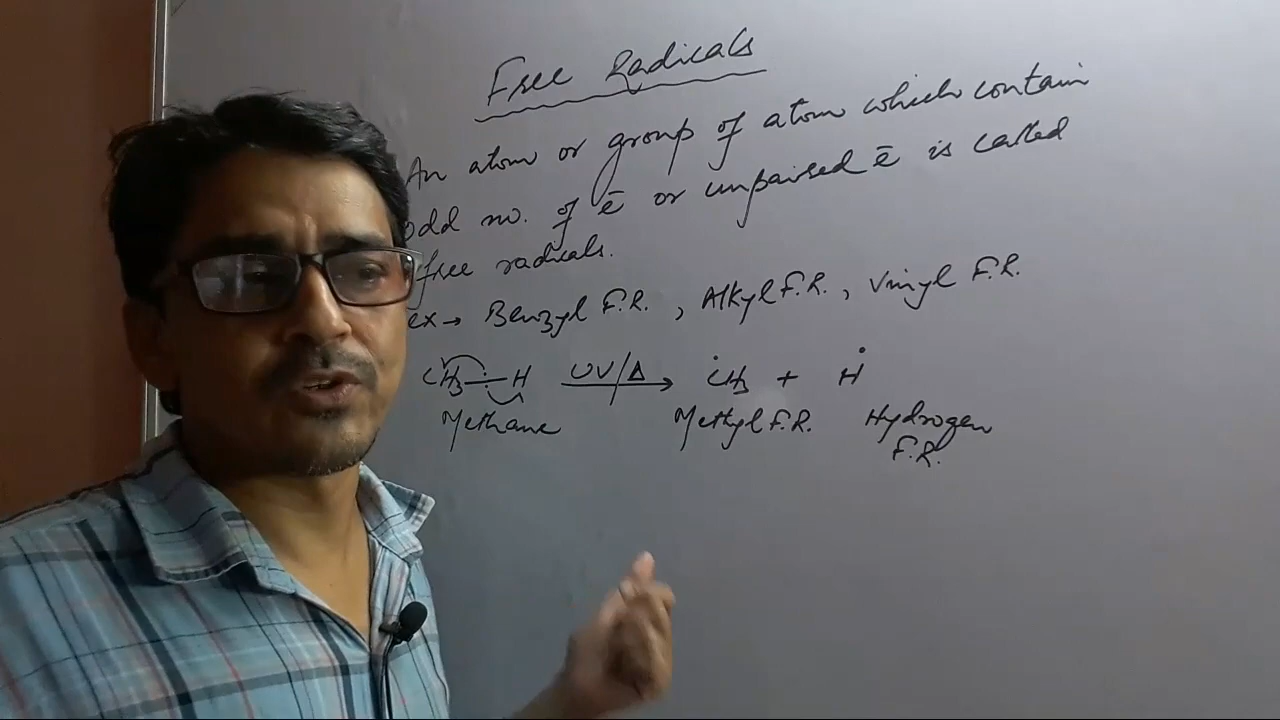 Free Radicals
An atom or group of atom which contain
odd no. of ē or unpaired ē is called
free radicals.
ex → Benzyl F.R., Alkyl F.R., Vinyl F.R.
CH₃—H UV/Δ → ĊH₃ + Ḣ
Methane Methyl F.R. Hydrogen
F.R.